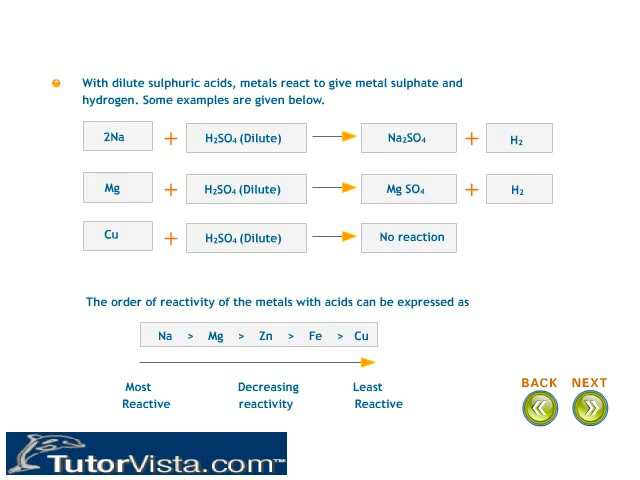 With dilute sulphuric acids, metals react to give metal sulphate and
hydrogen. Some examples are given below.
2Na + H₂SO₄ (Dilute) → Na₂SO₄ + H₂
Mg + H₂SO₄ (Dilute) → Mg SO₄ + H₂
Cu + H₂SO₄ (Dilute) → No reaction
The order of reactivity of the metals with acids can be expressed as
Na > Mg > Zn > Fe > Cu
Most Decreasing Least
Reactive reactivity Reactive
BACK NEXT
TutorVista.com™